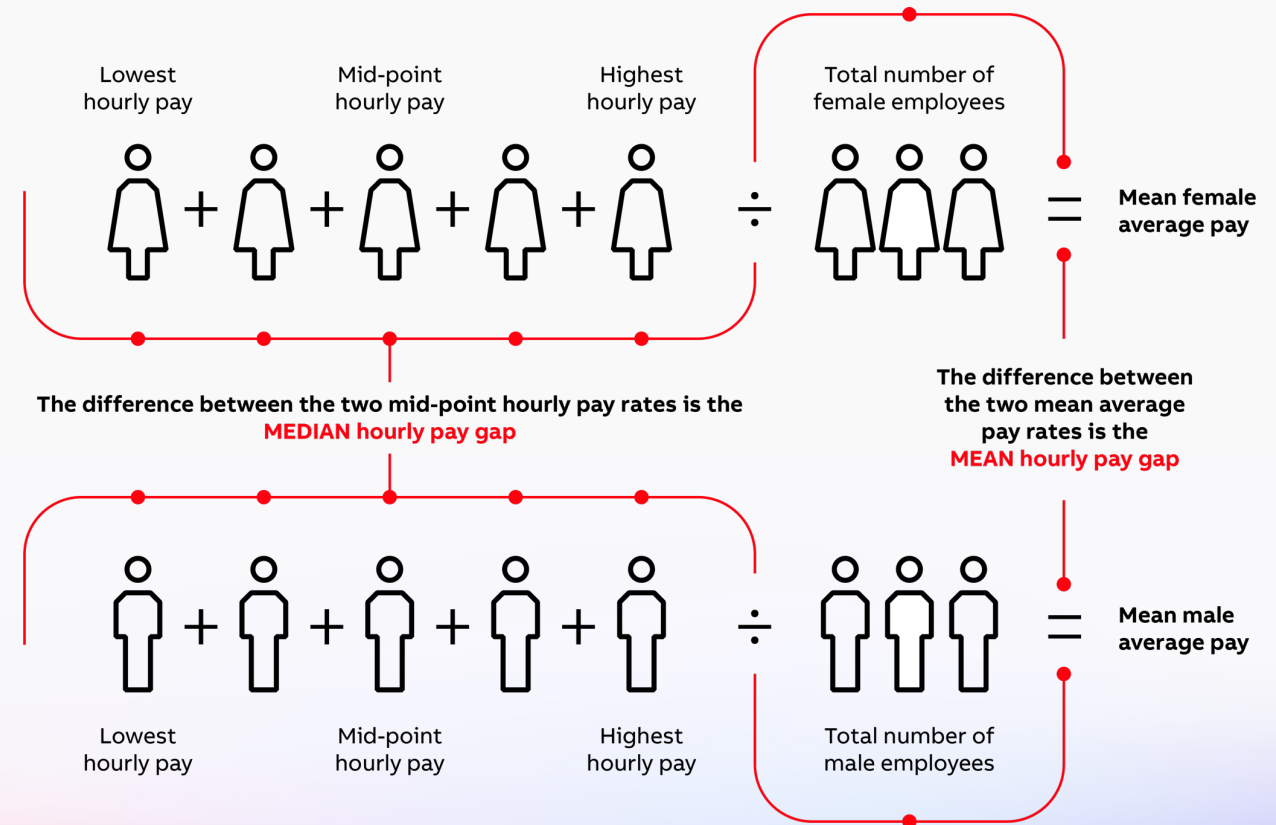 Lowest
hourly pay
Mid-point
hourly pay
Highest
hourly pay
Total number of
female employees
+
+
+
+
÷
=
Mean female
average pay
The difference between the two mid-point hourly pay rates is the
MEDIAN hourly pay gap
The difference between
the two mean average
pay rates is the
MEAN hourly pay gap
+
+
+
+
÷
=
Mean male
average pay
Lowest
hourly pay
Mid-point
hourly pay
Highest
hourly pay
Total number of
male employees